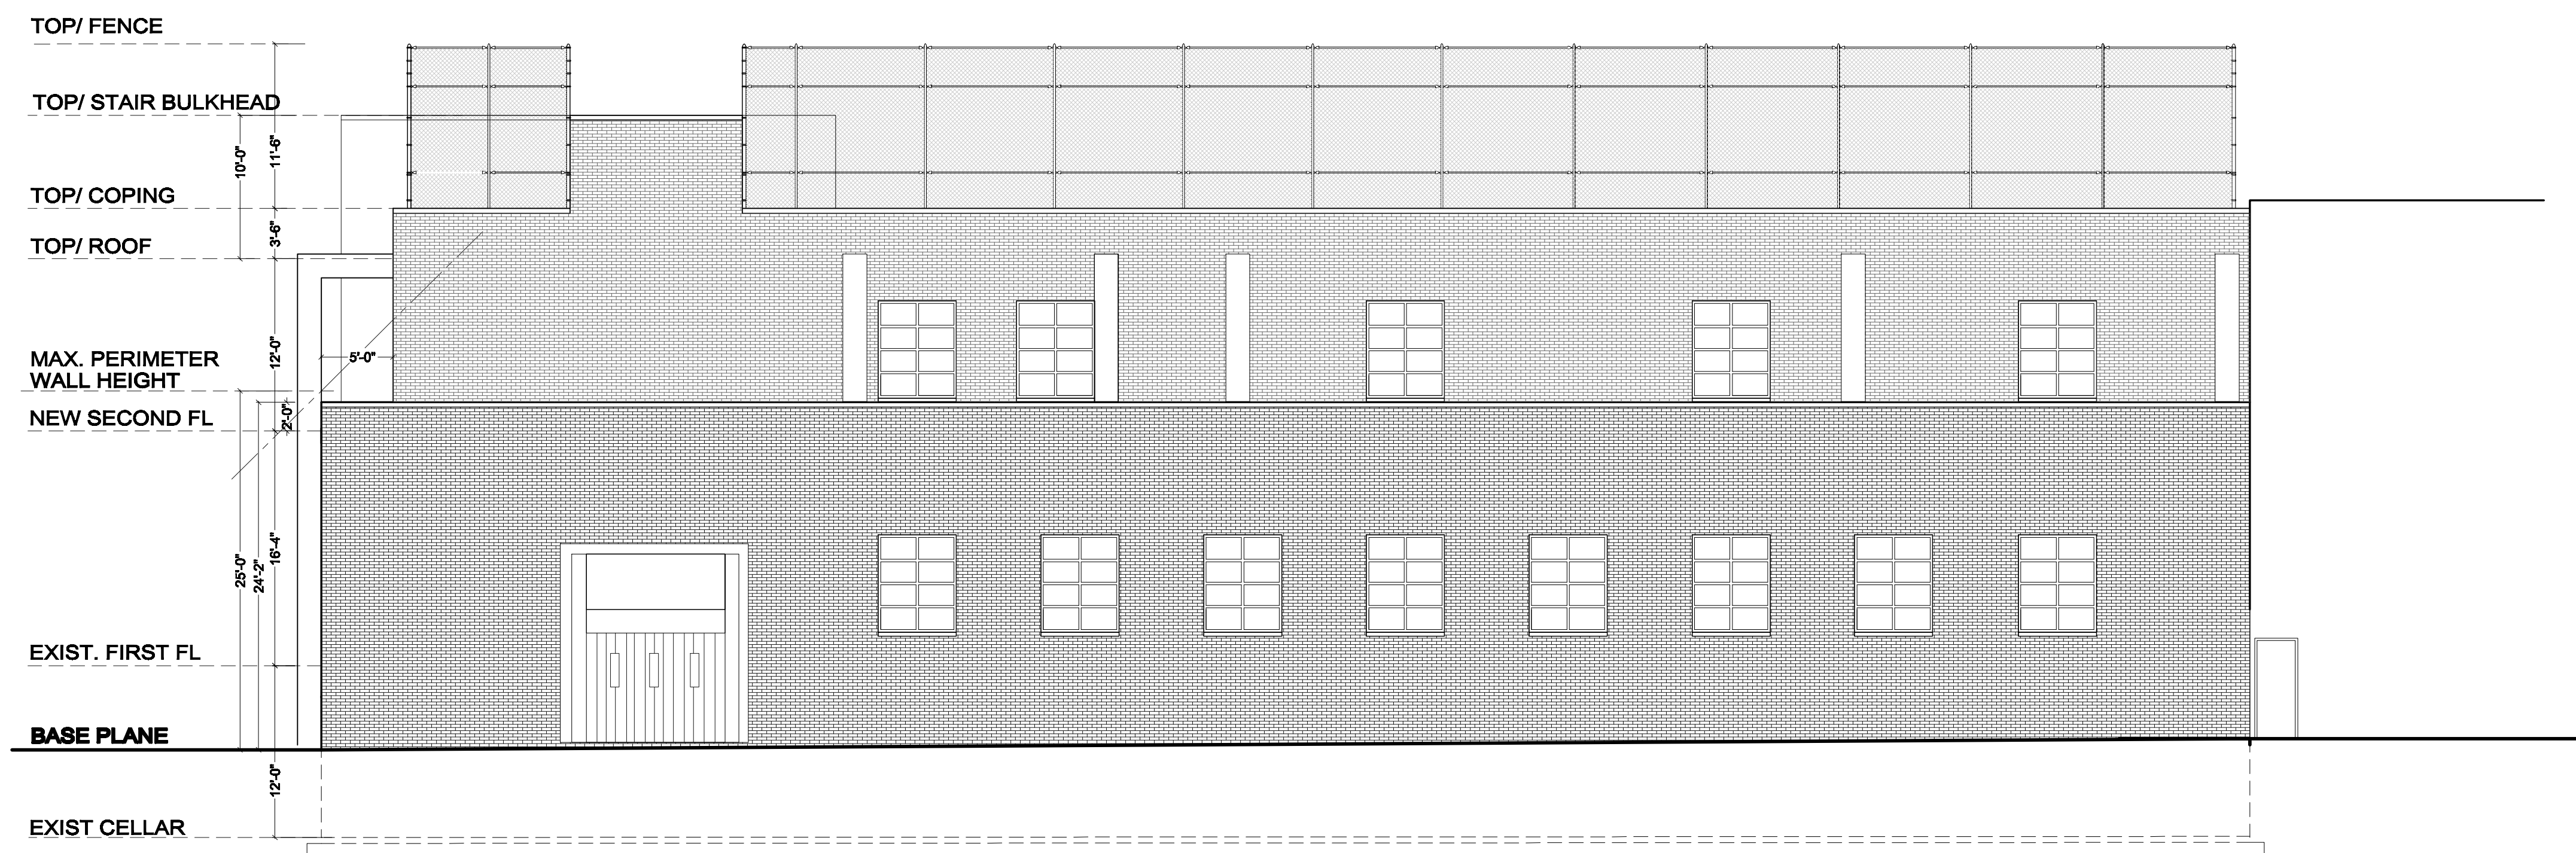 TOP/ FENCE
TOP/ STAIR BULKHEAD
10'-0"
11'-6"
TOP/ COPING
3'-6"
TOP/ ROOF
12'-0"
5'-0"
MAX. PERIMETER
WALL HEIGHT
2'-0"
NEW SECOND FL
25'-0"
24'-2"
16'-4"
EXIST. FIRST FL
BASE PLANE
12'-0"
EXIST CELLAR